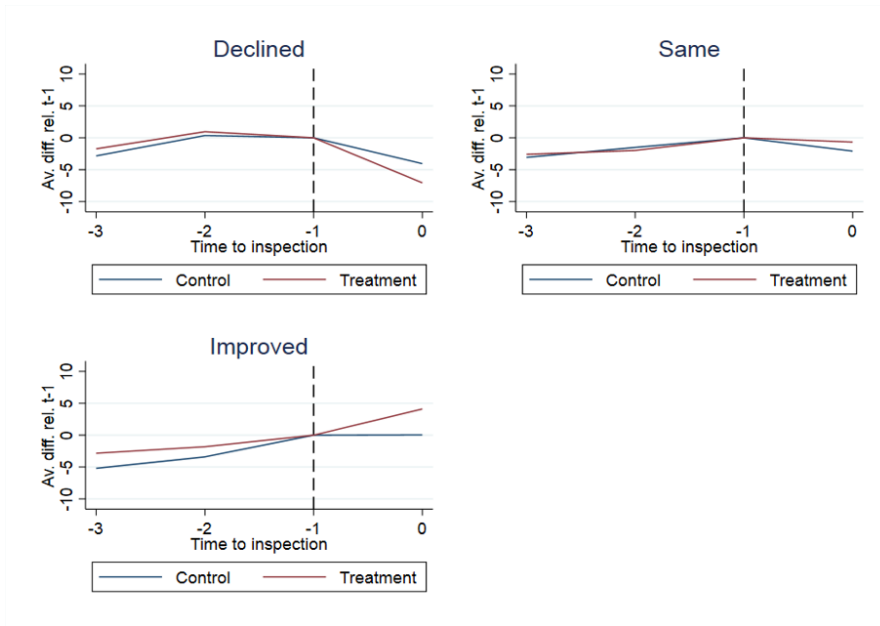 Declined
Av. diff. rel. t-1
10
5
0
-5
-10
-3 -2 -1 0
Time to inspection
Control Treatment
Same
Av. diff. rel. t-1
10
5
0
-5
-10
-3 -2 -1 0
Time to inspection
Control Treatment
Improved
Av. diff. rel. t-1
10
5
0
-5
-10
-3 -2 -1 0
Time to inspection
Control Treatment